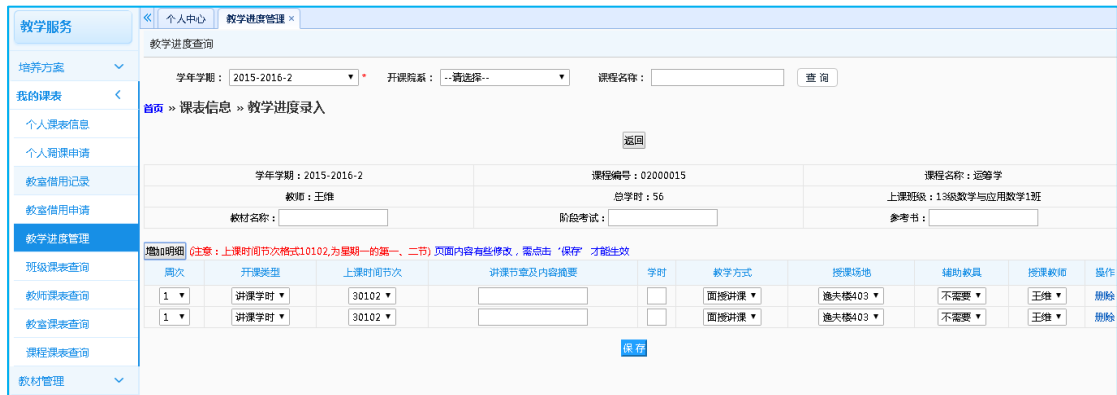 教学服务
培养方案
我的课表
个人课表信息
个人调课申请
教室借用记录
教室借用申请
教学进度管理
班级课表查询
教师课表查询
教室课表查询
课程课表查询
教材管理
« 个人中心 教学进度管理 ×
教学进度查询
学年学期： 2015-2016-2 * 开课院系： --请选择-- 课程名称： 查 询
首页 » 课表信息 » 教学进度录入
返回
学年学期：2015-2016-2 课程编号：02000015 课程名称：运筹学
教师：王维 总学时：56 上课班级：13级数学与应用数学1班
教材名称： 阶段考试： 参考书：
增加明细 (注意：上课时间节次格式10102,为星期一的第一、二节) 页面内容有些修改，需点击‘保存’才能生效
周次 开课类型 上课时间节次 讲课节章及内容摘要 学时 教学方式 授课场地 辅助教具 授课教师 操作
1 讲课学时 30102 面授讲课 逸夫楼403 不需要 王维 删除
1 讲课学时 30102 面授讲课 逸夫楼403 不需要 王维 删除
保 存